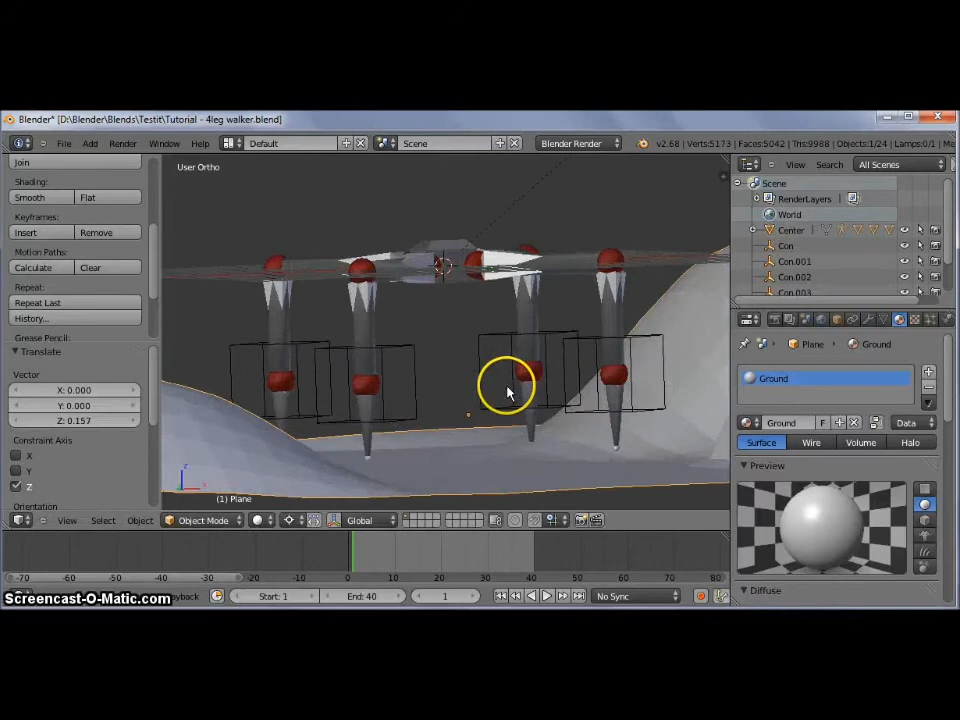 Blender* [D:\Blender\Blends\Testit\Tutorial - 4leg walker.blend]
File Add Render Window Help Default Scene Blender Render v2.68 | Verts:5173 | Faces:5042 | Tris:9988 | Objects:1/24 | Lamps:0/1
Join
Shading:
Smooth Flat
Keyframes:
Insert Remove
Motion Paths:
Calculate Clear
Repeat:
Repeat Last
History...
Grease Pencil:
Translate
Vector
X: 0.000
Y: 0.000
Z: 0.157
Constraint Axis
X
Y
Z
Orientation
User Ortho
(1) Plane
View Select Object Object Mode Global
View Search All Scenes
Scene
RenderLayers
World
Center
Con
Con.001
Con.002
Con.003
Plane Ground
Ground
Ground F Data
Surface Wire Volume Halo
Preview
Diffuse
-70 -60 -50 -40 -30 -20 -10 0 10 20 30 40 50 60 70 80
Screencast-O-Matic.com
Playback Start: 1 End: 40 1 No Sync